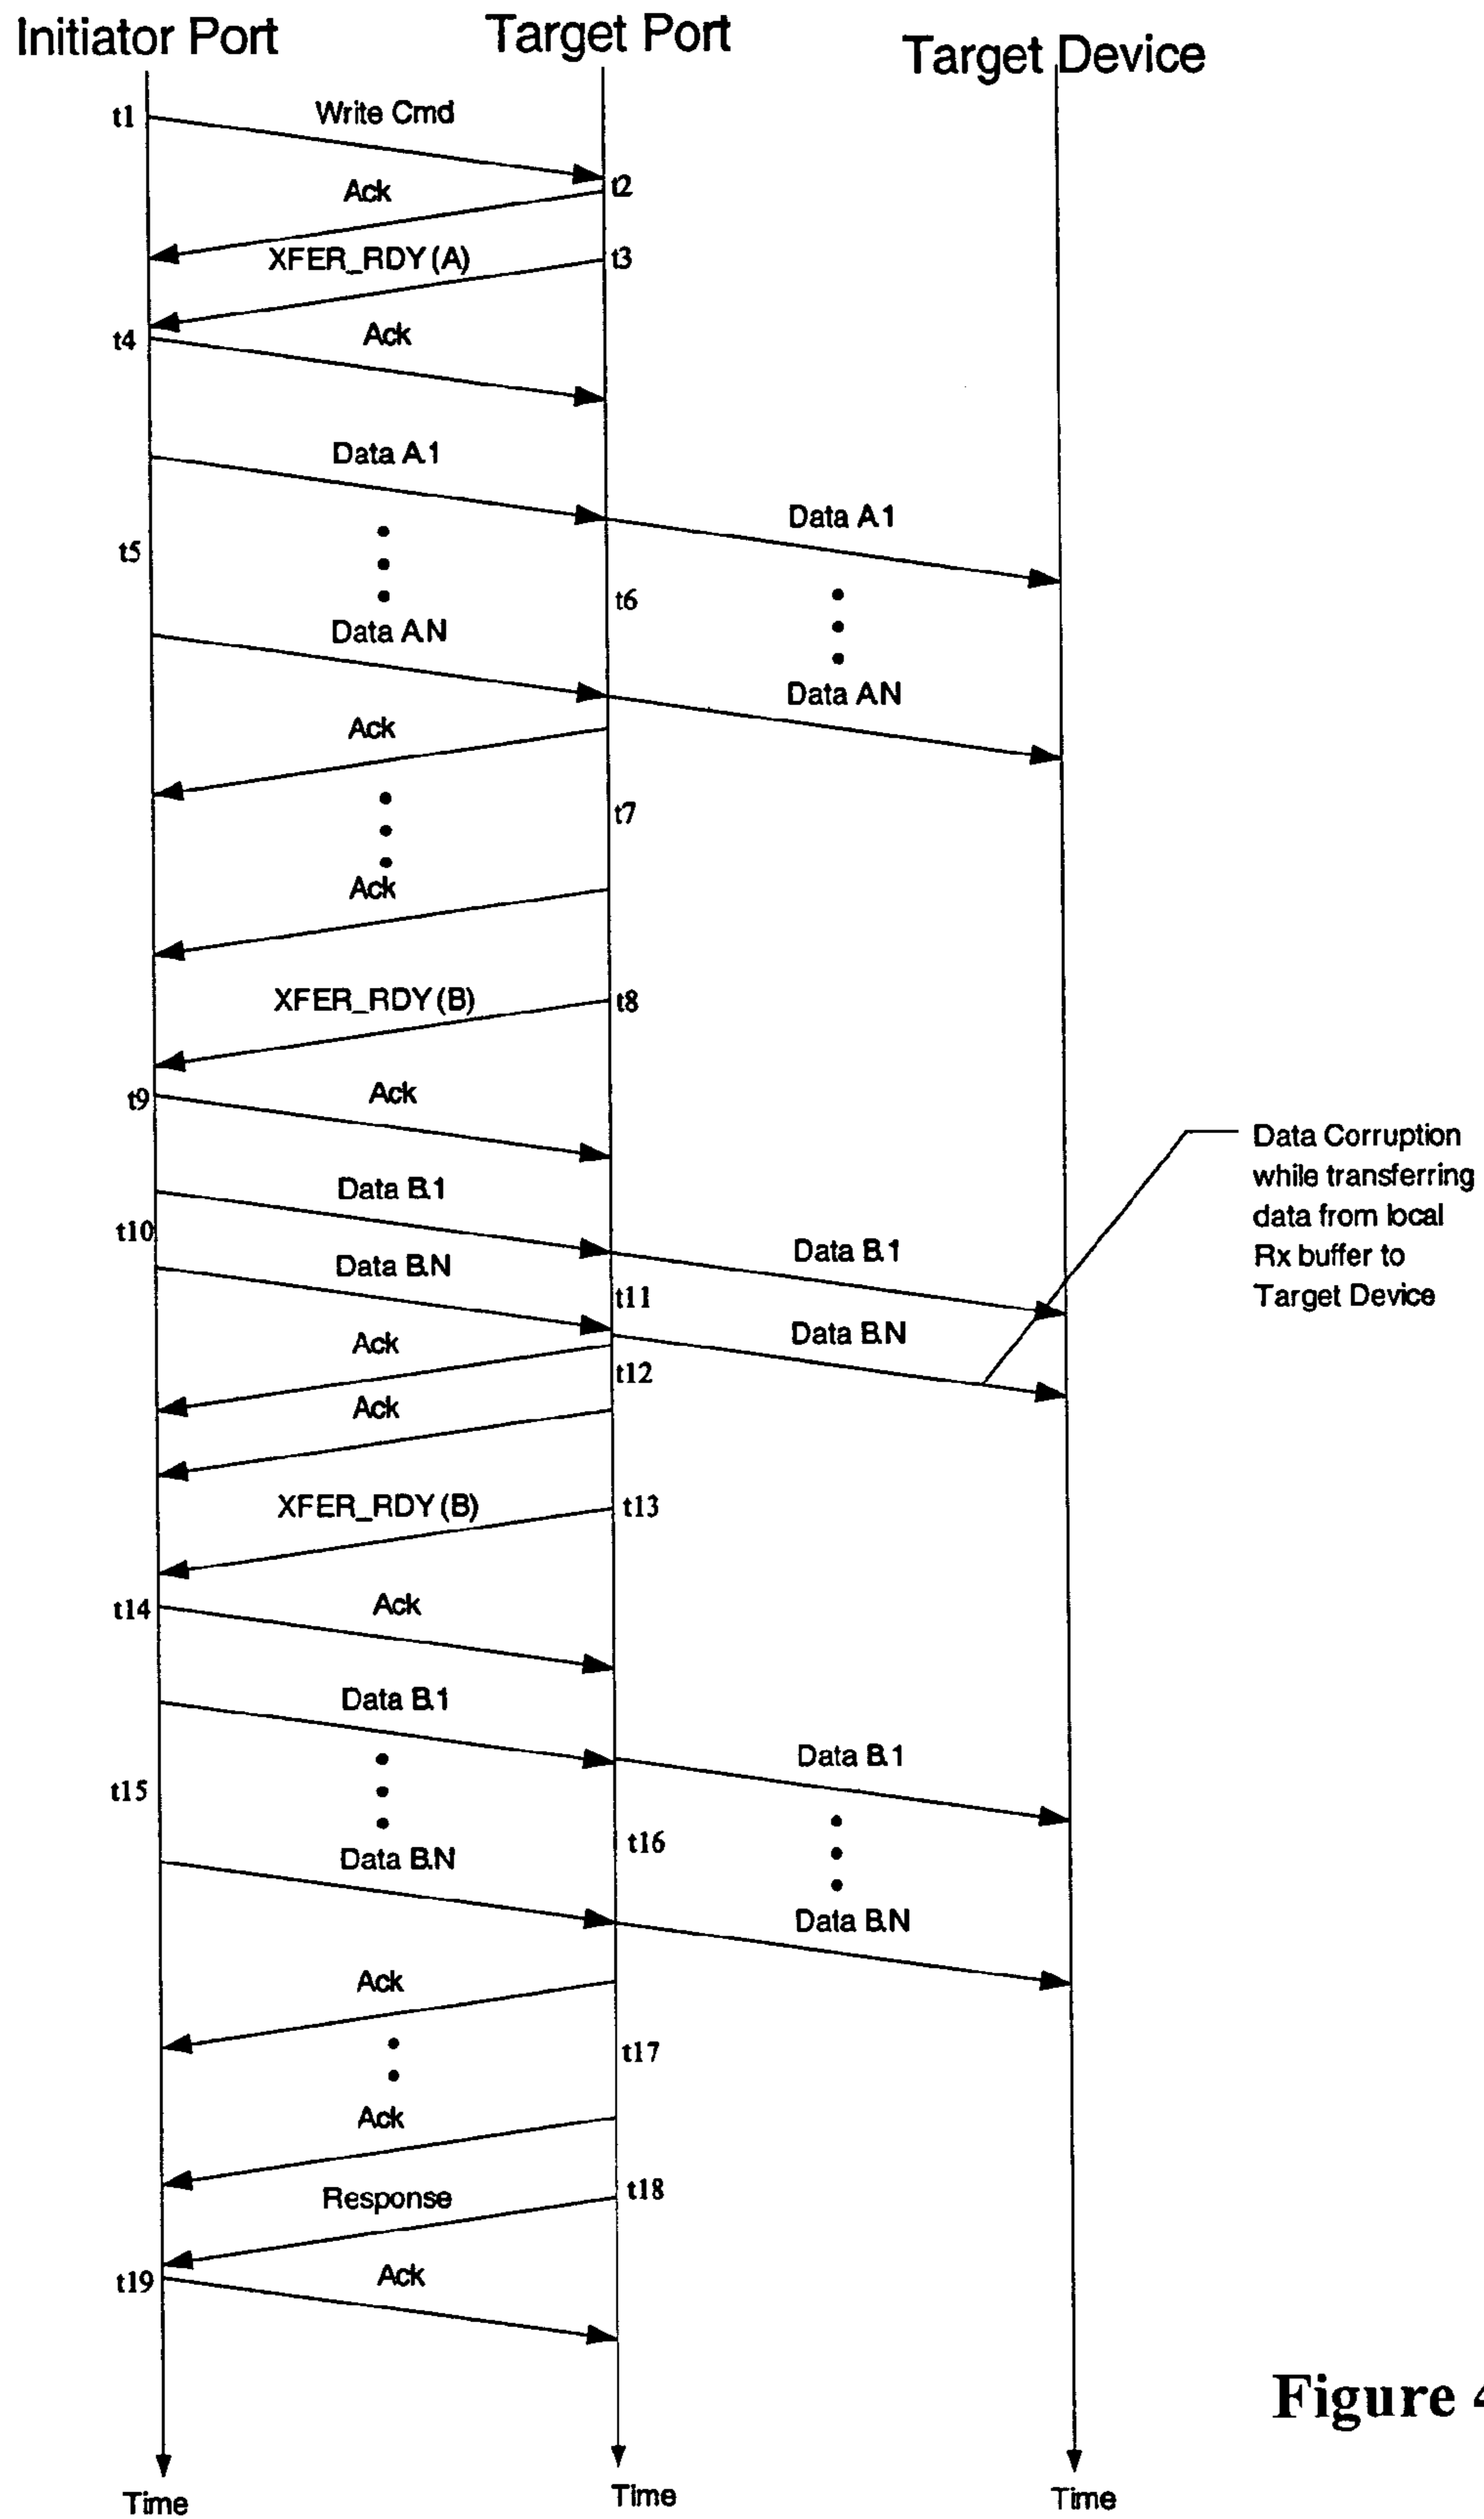 Initiator Port
Target Port
Target Device
t1
Write Cmd
t2
Ack
XFER_RDY (A)
t3
t4
Ack
Data A.1
Data A.1
t5
t6
Data A.N
Data A.N
Ack
t7
Ack
XFER_RDY (B)
t8
t9
Ack
Data Corruption
while transferring
data from local
Rx buffer to
Target Device
Data B.1
t10
Data B.1
Data B.N
t11
Data B.N
Ack
t12
Ack
XFER_RDY (B)
t13
t14
Ack
Data B.1
Data B.1
t15
t16
Data B.N
Data B.N
Ack
t17
Ack
t18
Response
t19
Ack
Figure 4
Time
Time
Time